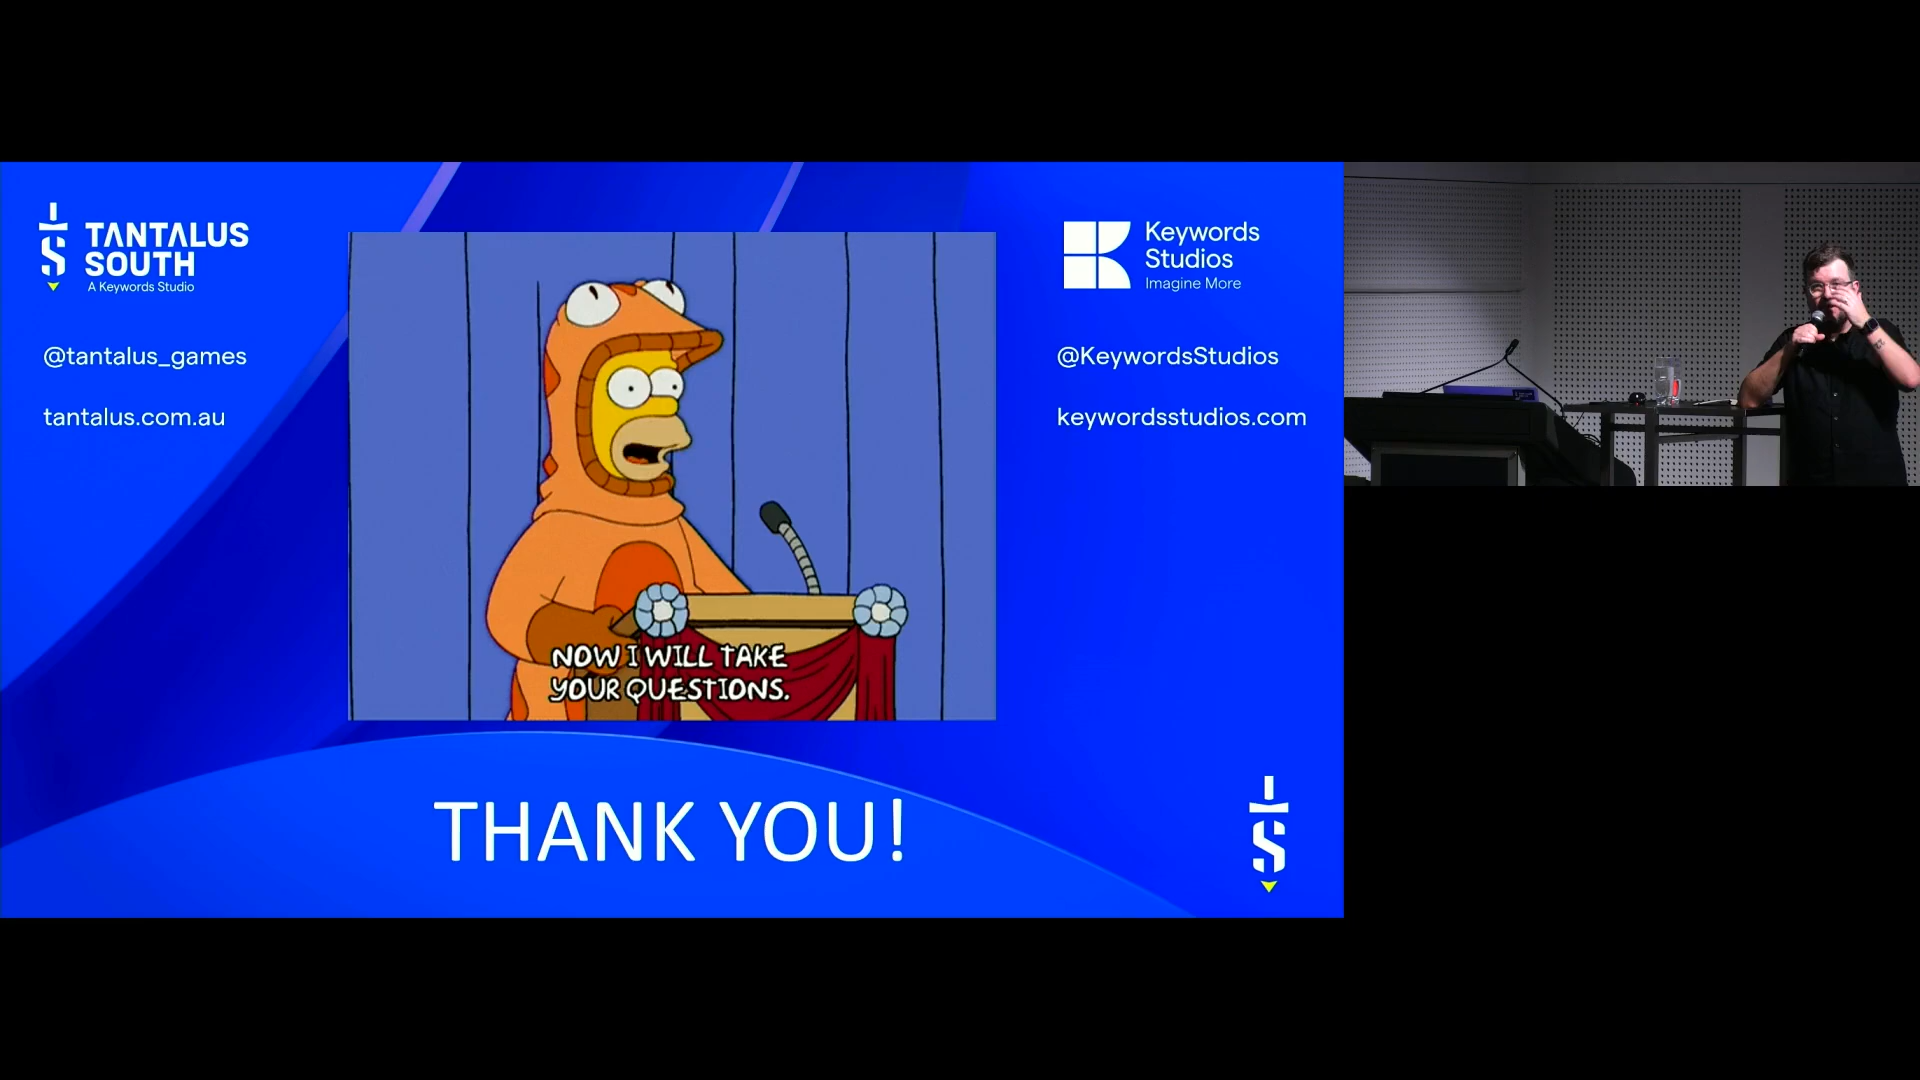 TANTALUS
SOUTH
A Keywords Studio
@tantalus_games
tantalus.com.au
NOW I WILL TAKE
YOUR QUESTIONS.
Keywords
Studios
Imagine More
@KeywordsStudios
keywordsstudios.com
THANK YOU!